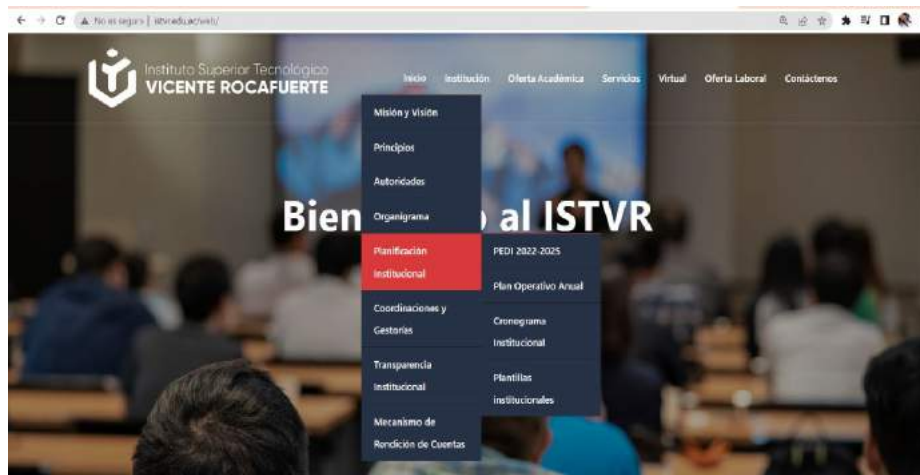 No es seguro | istvr.edu.ec/web/
Instituto Superior Tecnológico
VICENTE ROCAFUERTE
Inicio Institución Oferta Académica Servicios Virtual Oferta Laboral Contáctenos
Misión y Visión
Principios
Autoridades
Organigrama
Bien o al ISTVR
Planificación
Institucional
PEDI 2022-2025
Plan Operativo Anual
Cronograma
Institucional
Plantillas
institucionales
Coordinaciones y
Gestorías
Transparencia
Institucional
Mecanismo de
Rendición de Cuentas